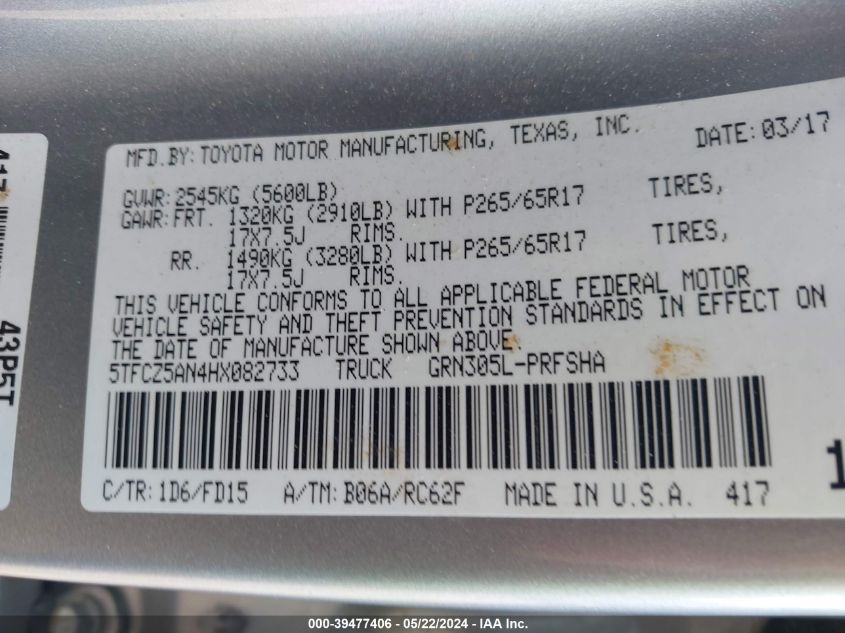 MFD.BY: TOYOTA MOTOR MANUFACTURING, TEXAS, INC. DATE: 03/17
GVWR: 2545KG (5600LB)
GAWR: FRT. 1320KG (2910LB) WITH P265/65R17 TIRES,
17X7.5J RIMS.
RR. 1490KG (3280LB) WITH P265/65R17 TIRES,
17X7.5J RIMS.
THIS VEHICLE CONFORMS TO ALL APPLICABLE FEDERAL MOTOR
VEHICLE SAFETY AND THEFT PREVENTION STANDARDS IN EFFECT ON
THE DATE OF MANUFACTURE SHOWN ABOVE.
5TFCZ5AN4HX082733 TRUCK GRN305L-PRFSHA
C/TR: 1D6/FD15 A/TM: B06A/RC62F MADE IN U.S.A. 417
417
43P5T
000-39477406 - 05/22/2024 - IAA Inc.